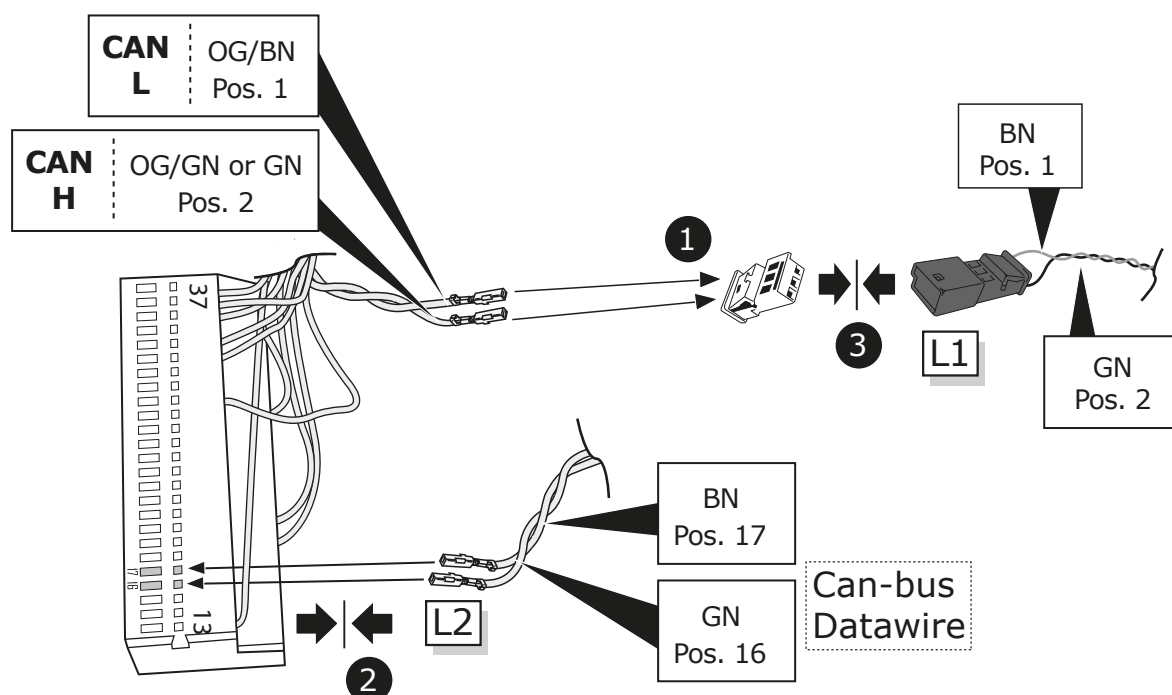 CAN L
OG/BN
Pos. 1
CAN H
OG/GN or GN
Pos. 2
BN
Pos. 1
1
37
3
L1
GN
Pos. 2
BN
Pos. 17
17
16
13
L2
GN
Pos. 16
Can-bus
Datawire
2